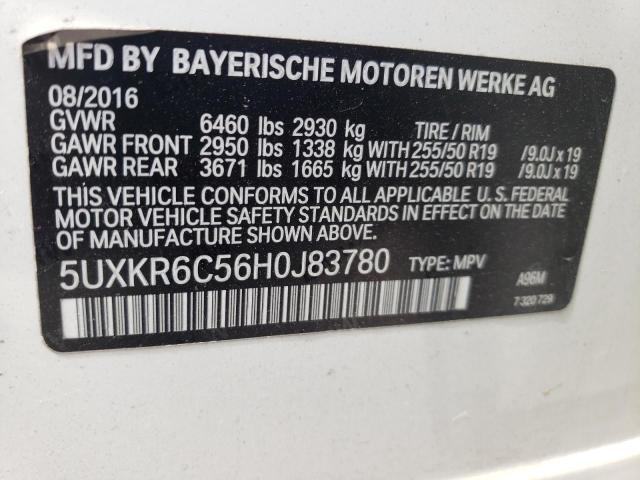 MFD BY BAYERISCHE MOTOREN WERKE AG
08/2016
GVWR 6460 lbs 2930 kg TIRE / RIM
GAWR FRONT 2950 lbs 1338 kg WITH 255/50 R19 /9.0J x 19
GAWR REAR 3671 lbs 1665 kg WITH 255/50 R19 /9.0J x 19
THIS VEHICLE CONFORMS TO ALL APPLICABLE U. S. FEDERAL
MOTOR VEHICLE SAFETY STANDARDS IN EFFECT ON THE DATE
OF MANUFACTURE SHOWN ABOVE.
5UXKR6C56H0J83780 TYPE: MPV A96M
7 320 729